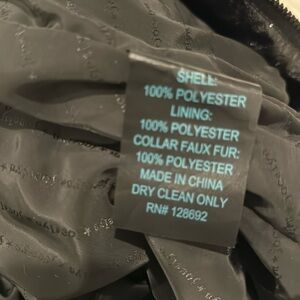 SHELL:
100% POLYESTER
LINING:
100% POLYESTER
COLLAR FAUX FUR:
100% POLYESTER
MADE IN CHINA
DRY CLEAN ONLY
RN# 128692